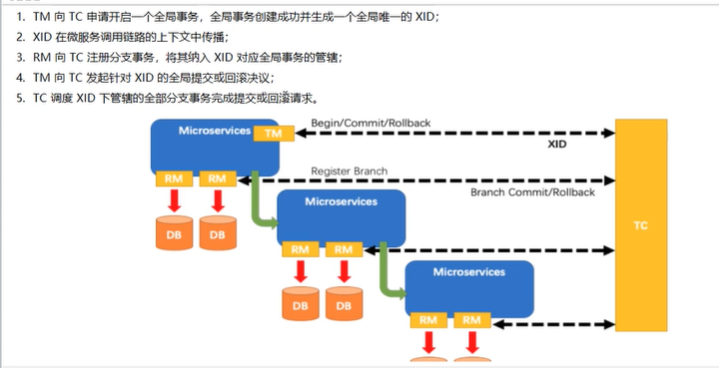 1. TM 向 TC 申请开启一个全局事务，全局事务创建成功并生成一个全局唯一的 XID；
2. XID 在微服务调用链路的上下文中传播；
3. RM 向 TC 注册分支事务，将其纳入 XID 对应全局事务的管辖；
4. TM 向 TC 发起针对 XID 的全局提交或回滚决议；
5. TC 调度 XID 下管辖的全部分支事务完成提交或回滚请求。
Begin/Commit/Rollback
Microservices
TM
XID
Register Branch
RM
RM
Branch Commit/Rollback
Microservices
TC
DB
DB
RM
RM
Microservices
DB
DB
RM
RM